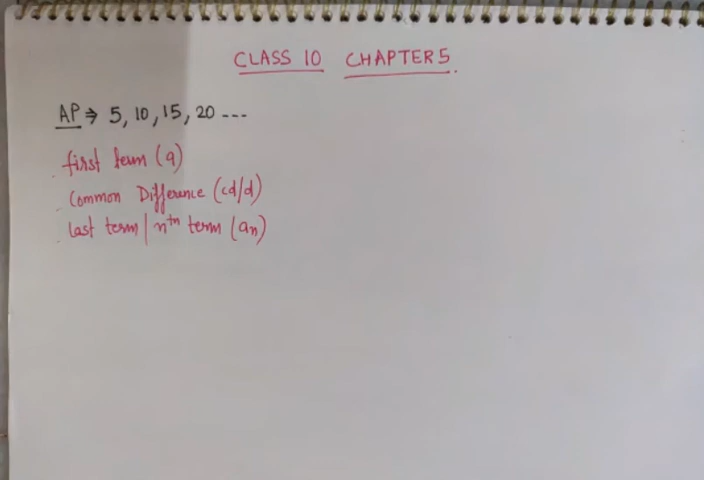 CLASS 10 CHAPTER 5.
AP ⇒ 5, 10, 15, 20 ---
first term (a)
Common Difference (cd/d)
last term / nth term (an)